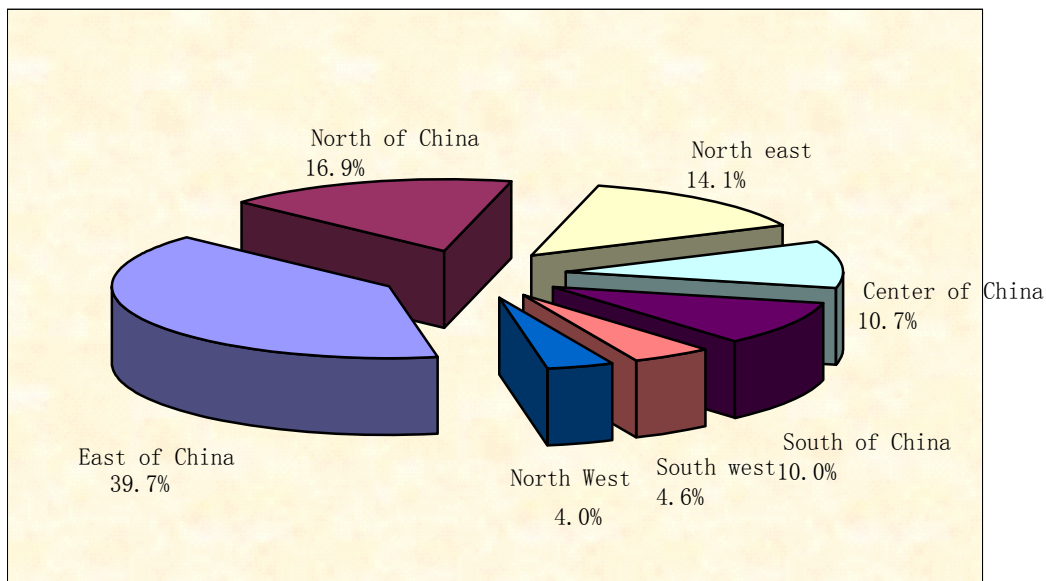 North of China
16.9%
North east
14.1%
Center of China
10.7%
South of China
10.0%
South west
4.6%
North West
4.0%
East of China
39.7%